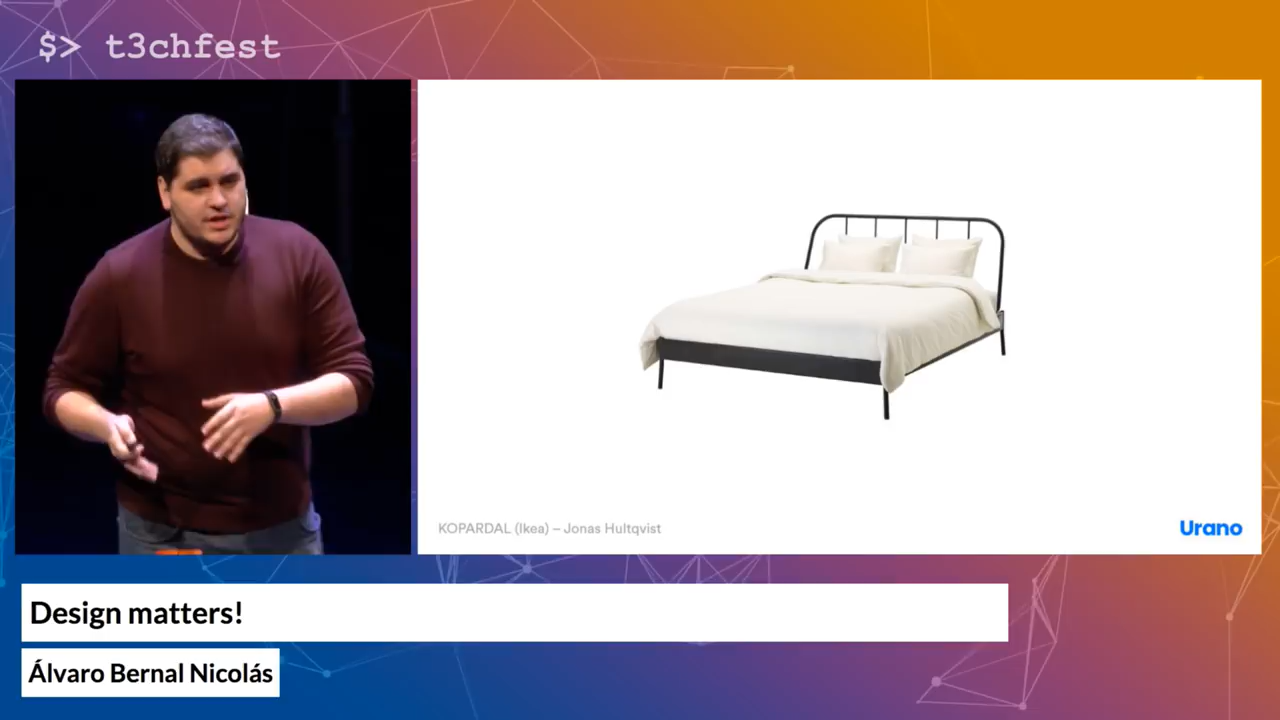 $> t3chfest
KOPARDAL (Ikea) – Jonas Hultqvist
Urano
Design matters!
Álvaro Bernal Nicolás